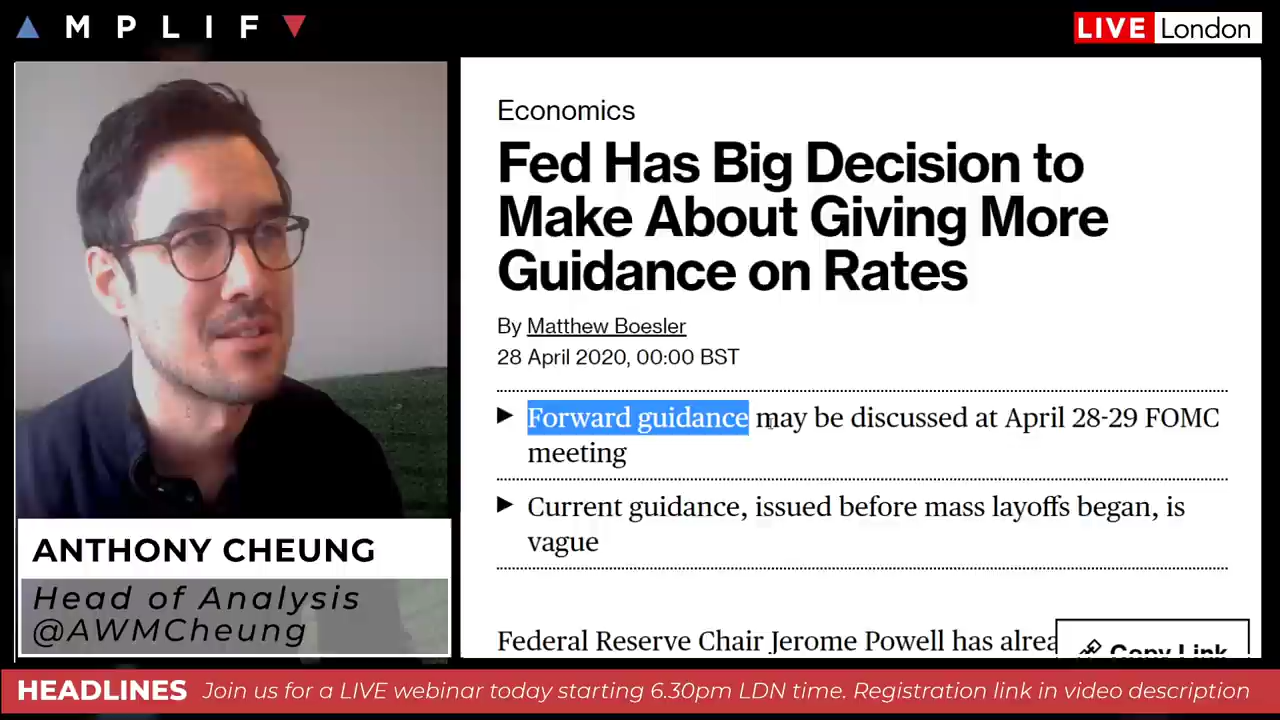 ▲ M P L I F ▼
LIVE London
Economics
Fed Has Big Decision to
Make About Giving More
Guidance on Rates
By Matthew Boesler
28 April 2020, 00:00 BST
▶ Forward guidance may be discussed at April 28-29 FOMC
meeting
▶ Current guidance, issued before mass layoffs began, is
vague
Federal Reserve Chair Jerome Powell has alrea
Copy Link
ANTHONY CHEUNG
Head of Analysis
@AWMCheung
HEADLINES Join us for a LIVE webinar today starting 6.30pm LDN time. Registration link in video description